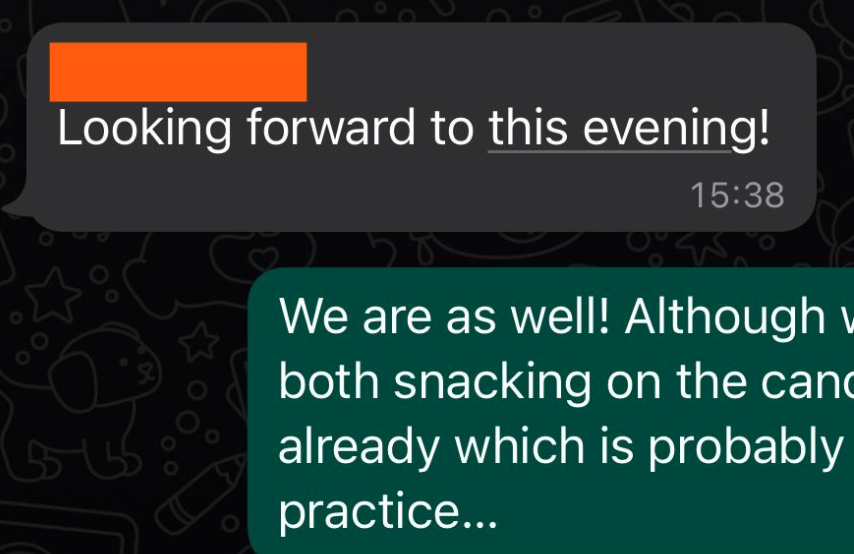 Looking forward to this evening!
15:38
We are as well! Although
both snacking on the
already which is probably
practice...